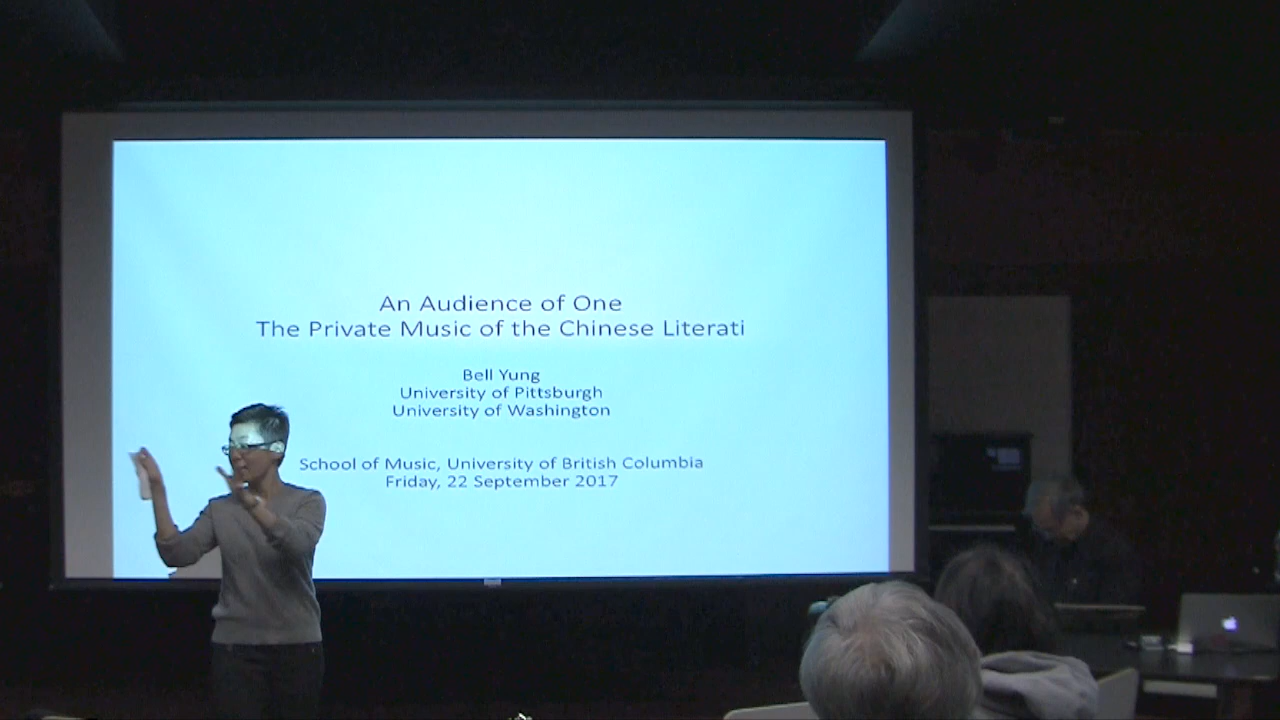 An Audience of One
The Private Music of the Chinese Literati
Bell Yung
University of Pittsburgh
University of Washington
School of Music, University of British Columbia
Friday, 22 September 2017